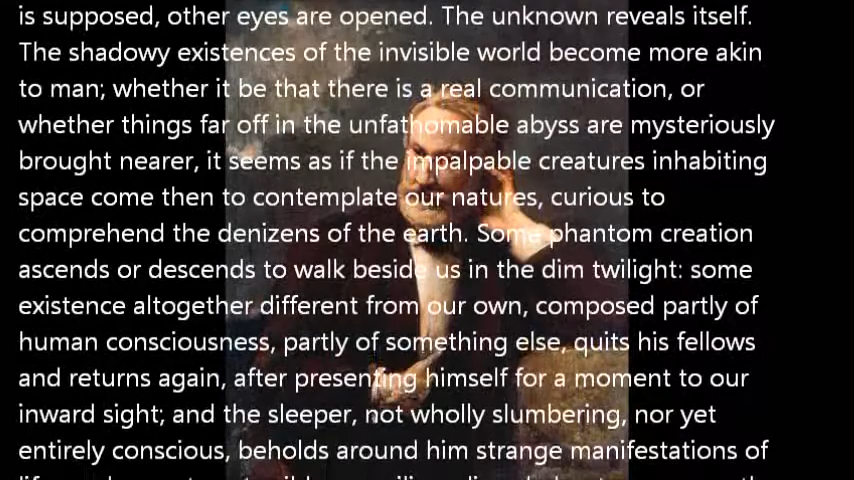 is supposed, other eyes are opened. The unknown reveals itself.
The shadowy existences of the invisible world become more akin
to man; whether it be that there is a real communication, or
whether things far off in the unfathomable abyss are mysteriously
brought nearer, it seems as if the impalpable creatures inhabiting
space come then to contemplate our natures, curious to
comprehend the denizens of the earth. Some phantom creation
ascends or descends to walk beside us in the dim twilight: some
existence altogether different from our own, composed partly of
human consciousness, partly of something else, quits his fellows
and returns again, after presenting himself for a moment to our
inward sight; and the sleeper, not wholly slumbering, nor yet
entirely conscious, beholds around him strange manifestations of